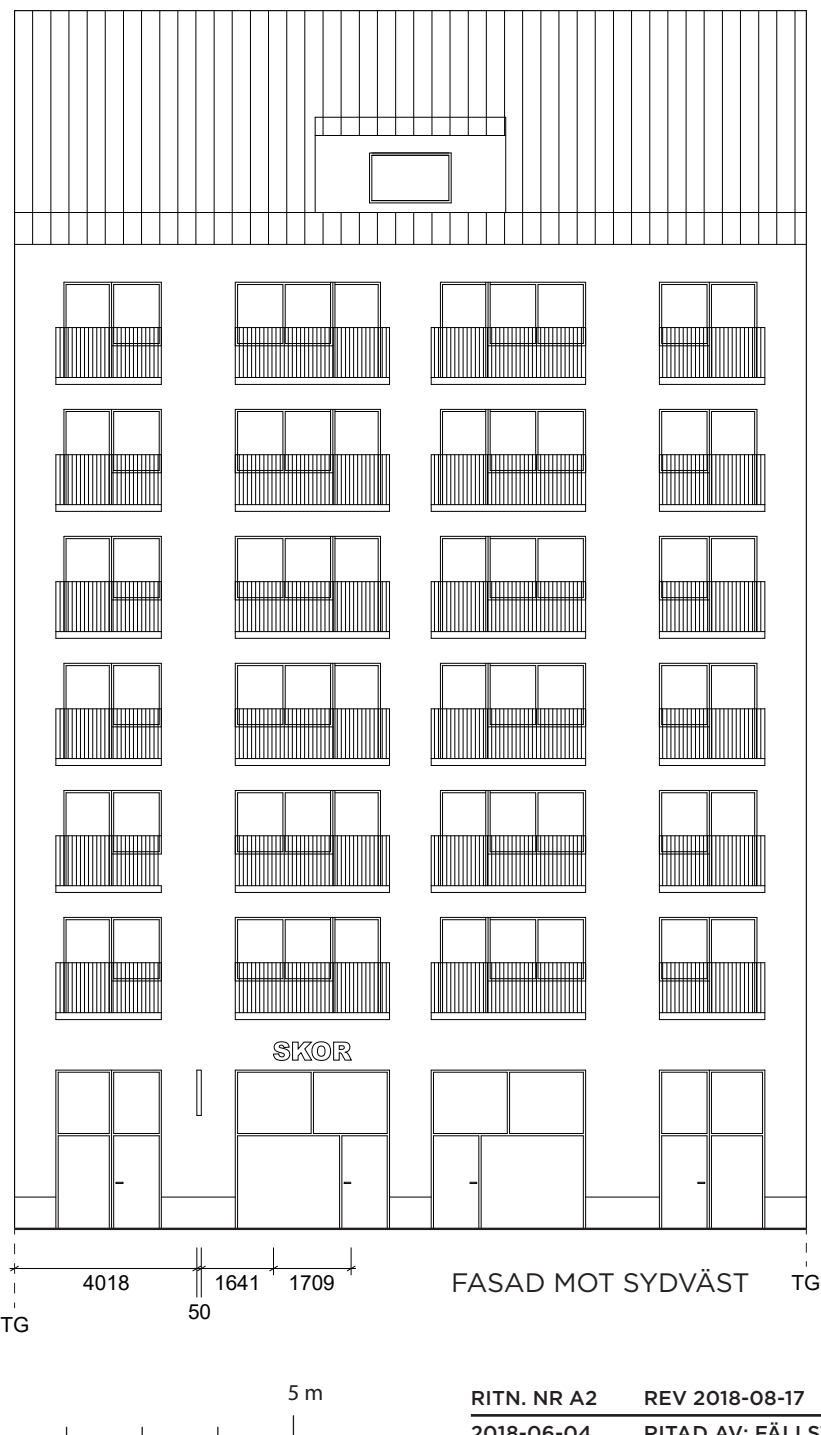 SKOR
4018 1641 1709
50
FASAD MOT SYDVÄST
TG
TG
5 m
RITN. NR A2 REV 2018-08-17
2018-06-04 RITAD AV: